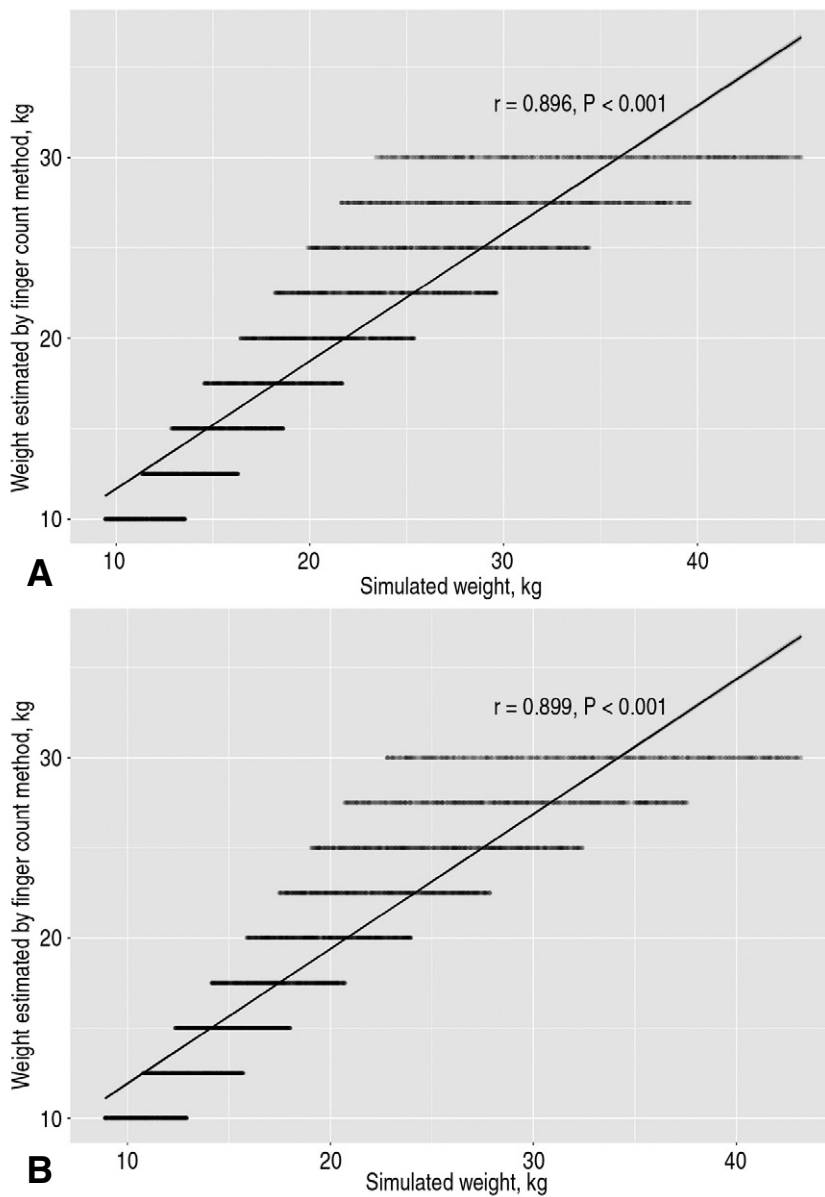 Weight estimated by finger count method, kg
r = 0.896, P < 0.001
30
20
10
10 20 30 40
Simulated weight, kg
A
Weight estimated by finger count method, kg
r = 0.899, P < 0.001
30
20
10
10 20 30 40
Simulated weight, kg
B